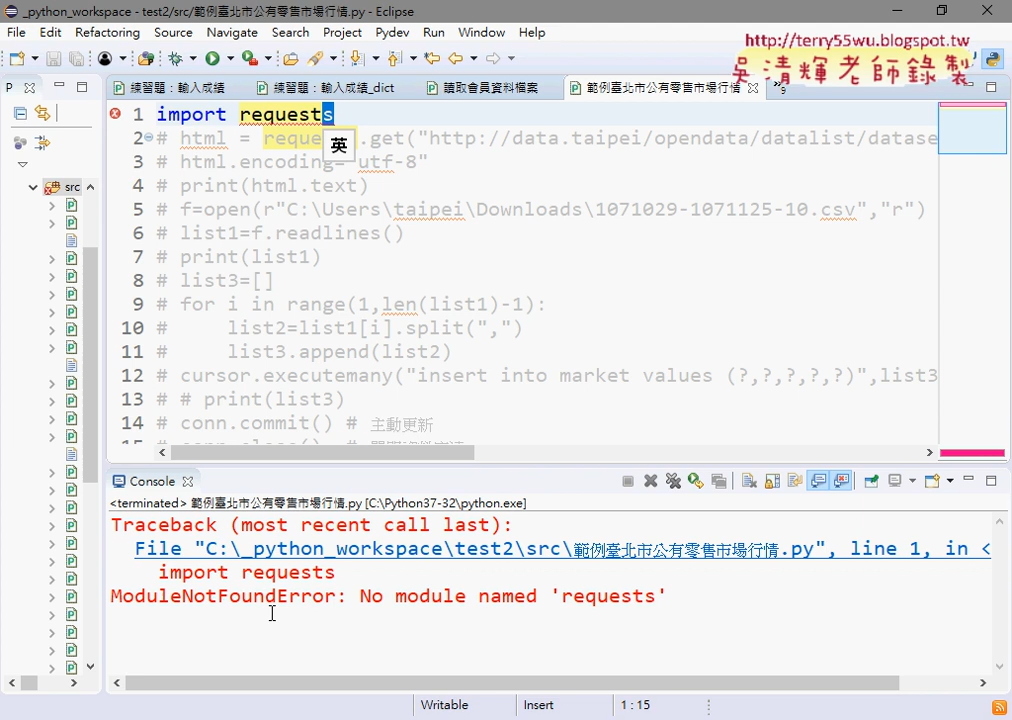 _python_workspace - test2/src/範例臺北市公有零售市場行情.py - Eclipse
File Edit Refactoring Source Navigate Search Project Pydev Run Window Help
http://terry55wu.blogspot.tw
吳清輝老師錄製
P
練習題：輸入成績
練習題：輸入成績_dict
讀取會員資料檔案
範例臺北市公有零售市場行情
»9
src
1 import requests
英
2 # html = reque .get("http://data.taipei/opendata/datalist/datase
3 # html.encoding="utf-8"
4 # print(html.text)
5 # f=open(r"C:\Users\taipei\Downloads\1071029-1071125-10.csv","r")
6 # list1=f.readlines()
7 # print(list1)
8 # list3=[]
9 # for i in range(1,len(list1)-1):
10 #     list2=list1[i].split(",")
11 #     list3.append(list2)
12 # cursor.executemany("insert into market values (?,?,?,?,?)",list3
13 # # print(list3)
14 # conn.commit() # 主動更新
Console
<terminated> 範例臺北市公有零售市場行情.py [C:\Python37-32\python.exe]
Traceback (most recent call last):
File "C:\_python_workspace\test2\src\範例臺北市公有零售市場行情.py", line 1, in <
import requests
ModuleNotFoundError: No module named 'requests'
Writable Insert 1 : 15